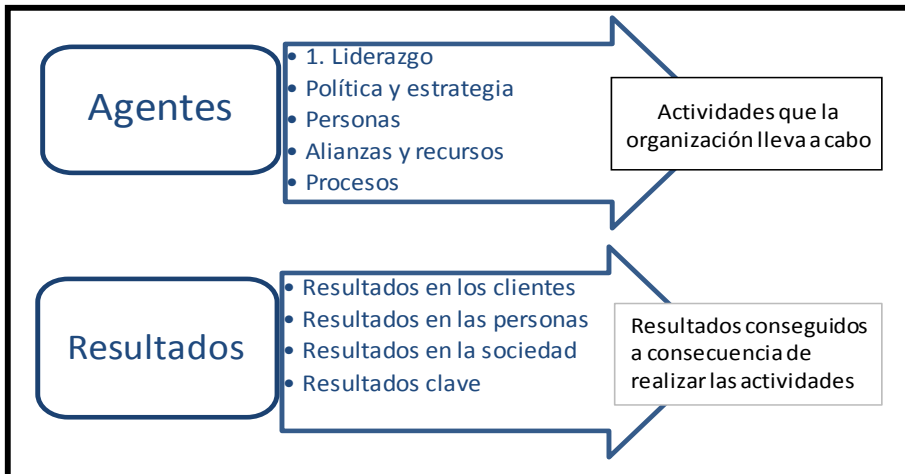 Agentes
• 1. Liderazgo
• Política y estrategia
• Personas
• Alianzas y recursos
• Procesos
Actividades que la
organización lleva a cabo
Resultados
• Resultados en los clientes
• Resultados en las personas
• Resultados en la sociedad
• Resultados clave
Resultados conseguidos
a consecuencia de
realizar las actividades